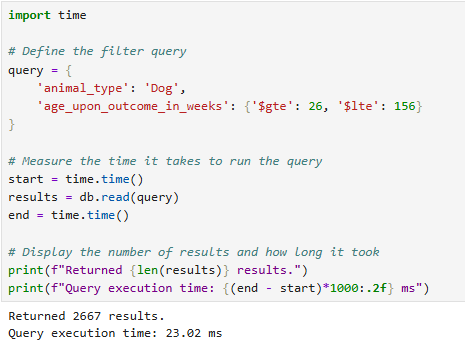 import time

# Define the filter query
query = {
    'animal_type': 'Dog',
    'age_upon_outcome_in_weeks': {'$gte': 26, '$lte': 156}
}

# Measure the time it takes to run the query
start = time.time()
results = db.read(query)
end = time.time()

# Display the number of results and how long it took
print(f"Returned {len(results)} results.")
print(f"Query execution time: {(end - start)*1000:.2f} ms")
Returned 2667 results.
Query execution time: 23.02 ms